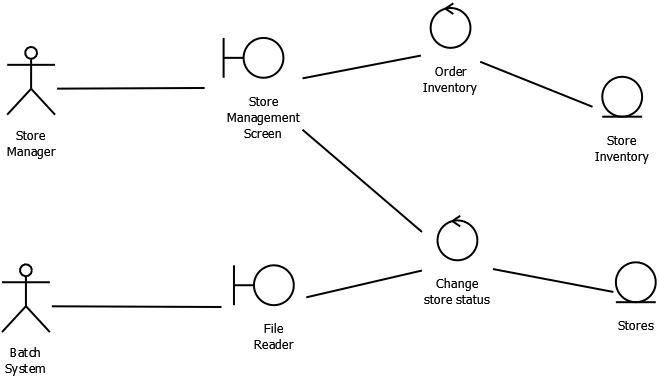 Store
Manager
Store
Management
Screen
Order
Inventory
Store
Inventory
Batch
System
File
Reader
Change
store status
Stores